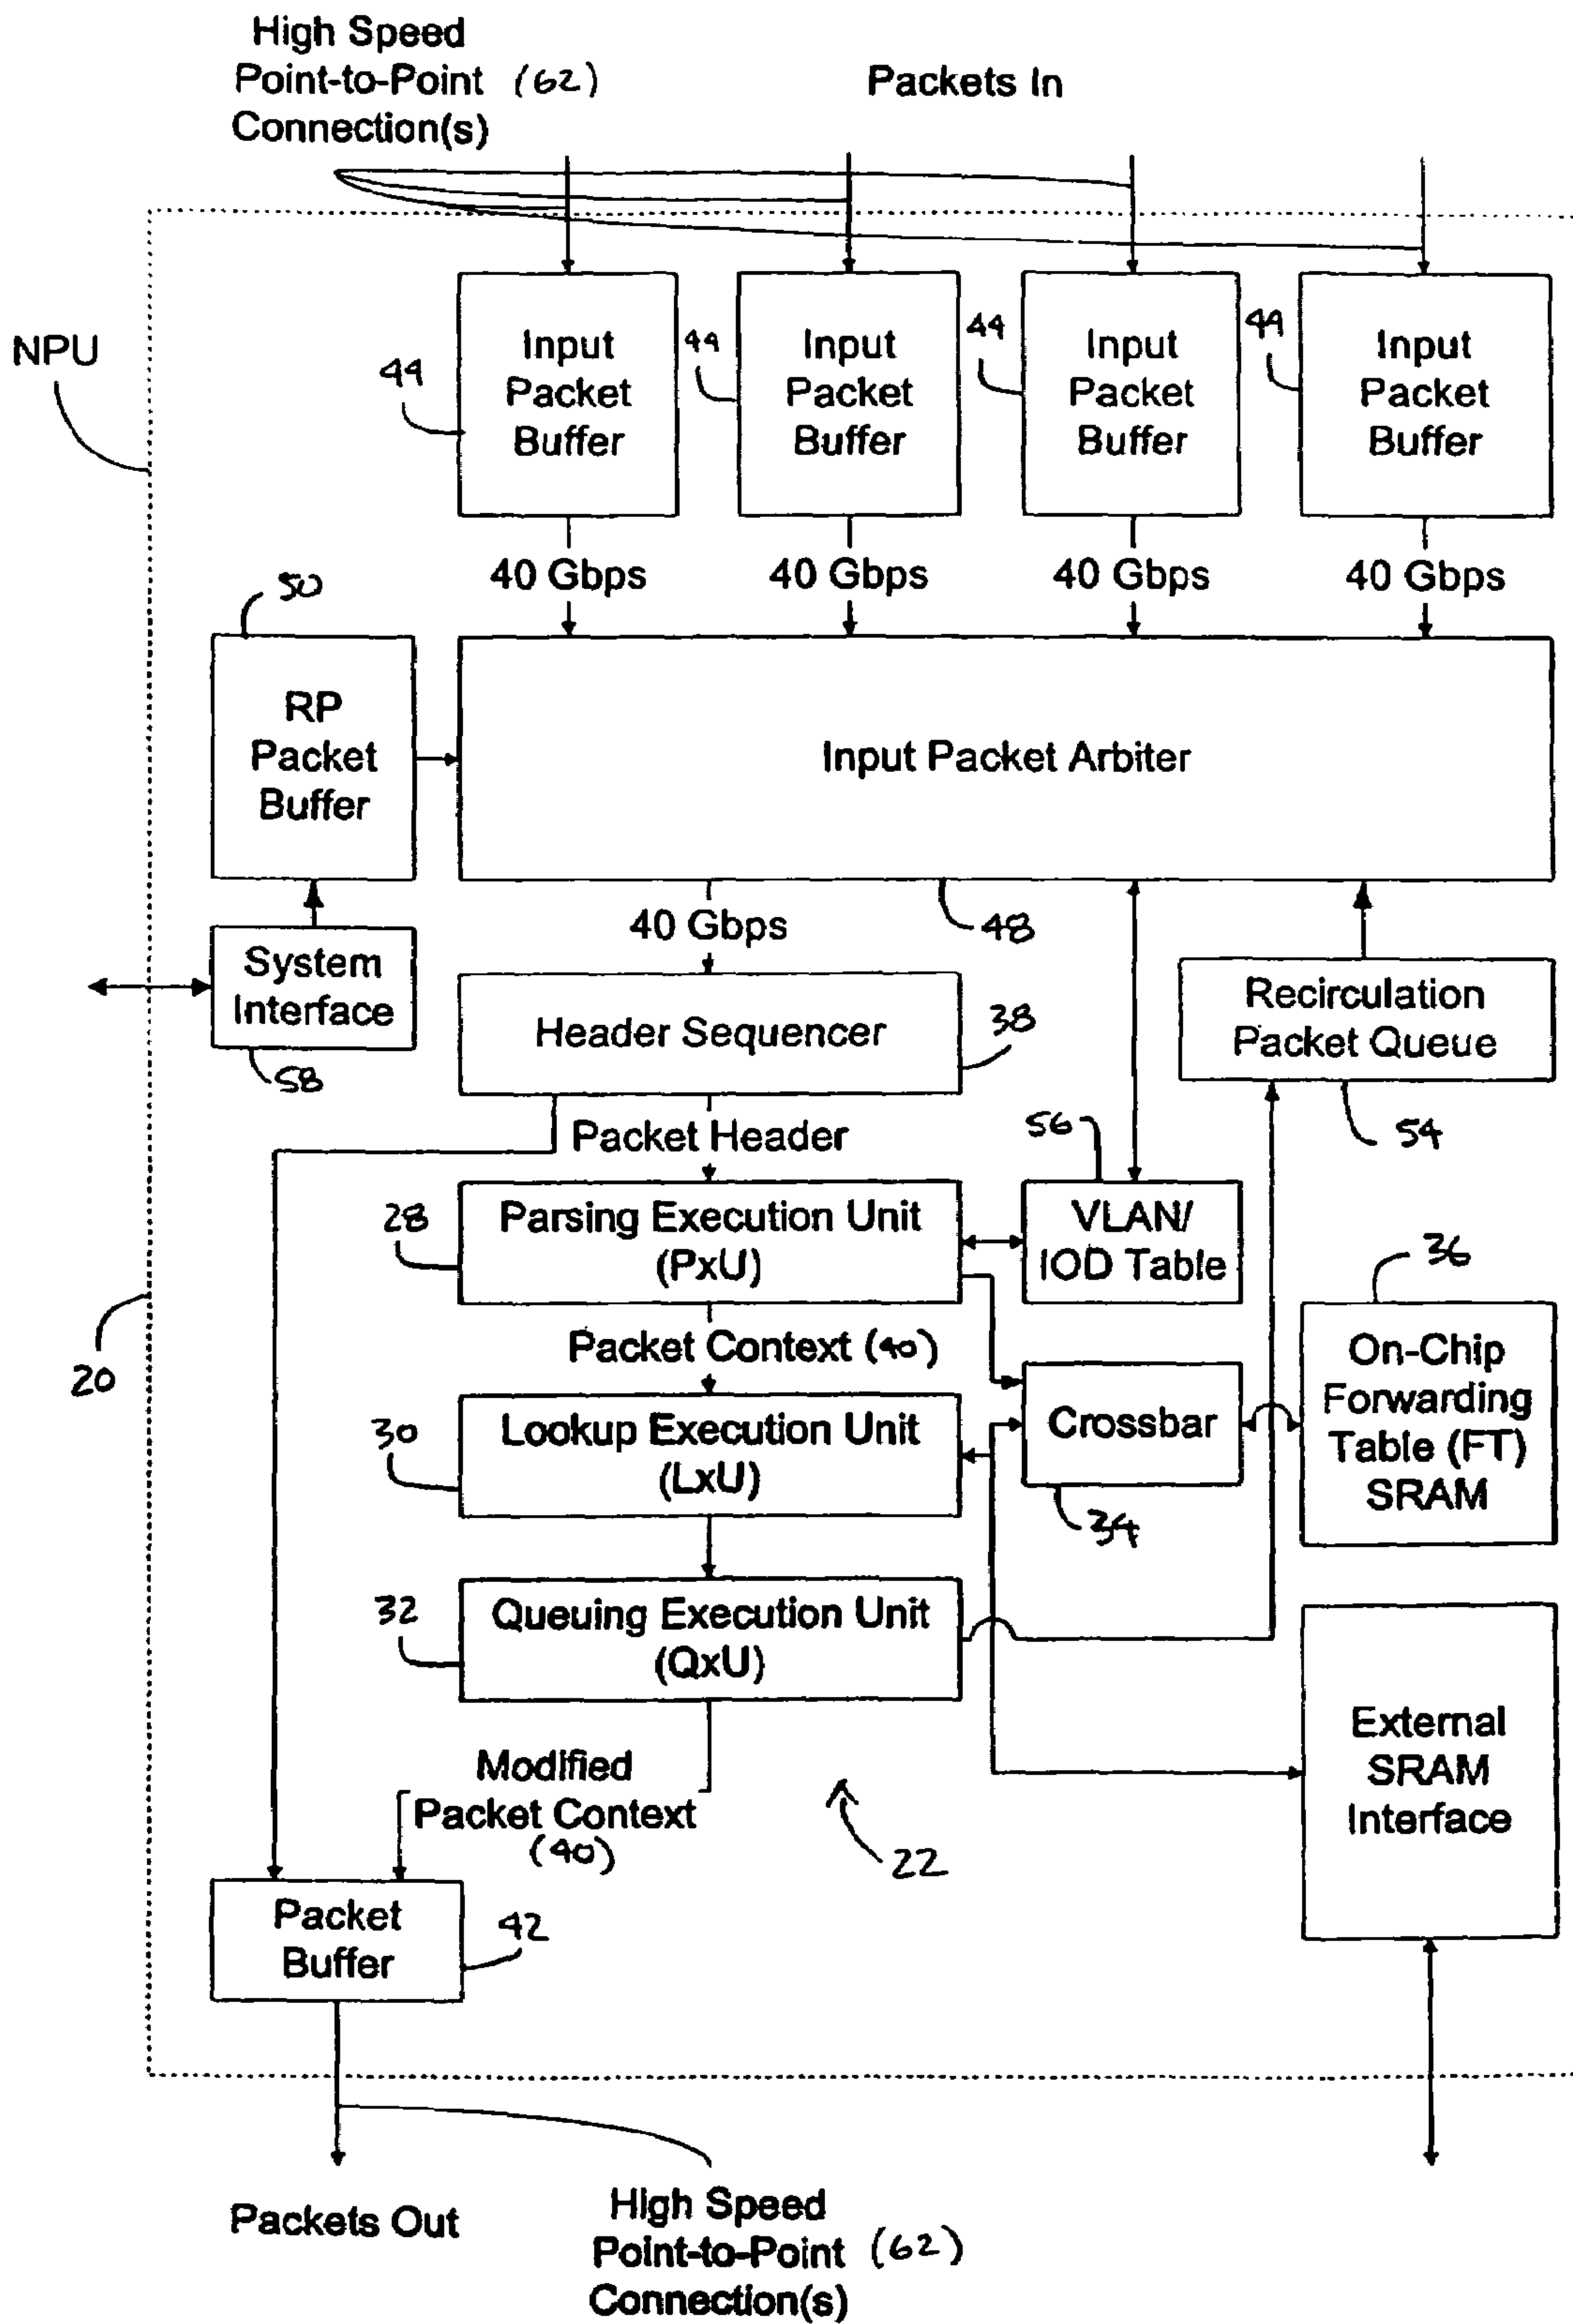 High Speed
Point-to-Point (62)
Connection(s)
Packets In
NPU
44
Input
Packet
Buffer
44
Input
Packet
Buffer
44
Input
Packet
Buffer
44
Input
Packet
Buffer
40 Gbps
40 Gbps
40 Gbps
40 Gbps
50
RP
Packet
Buffer
Input Packet Arbiter
40 Gbps
48
System
Interface
58
Header Sequencer
38
Recirculation
Packet Queue
54
Packet Header
56
28
Parsing Execution Unit
(PxU)
VLAN/
IOD Table
36
20
Packet Context (40)
On-Chip
Forwarding
Table (FT)
SRAM
30
Lookup Execution Unit
(LxU)
Crossbar
34
32
Queuing Execution Unit
(QxU)
External
SRAM
Interface
Modified
Packet Context
(40)
22
Packet
Buffer
42
Packets Out
High Speed
Point-to-Point (62)
Connection(s)